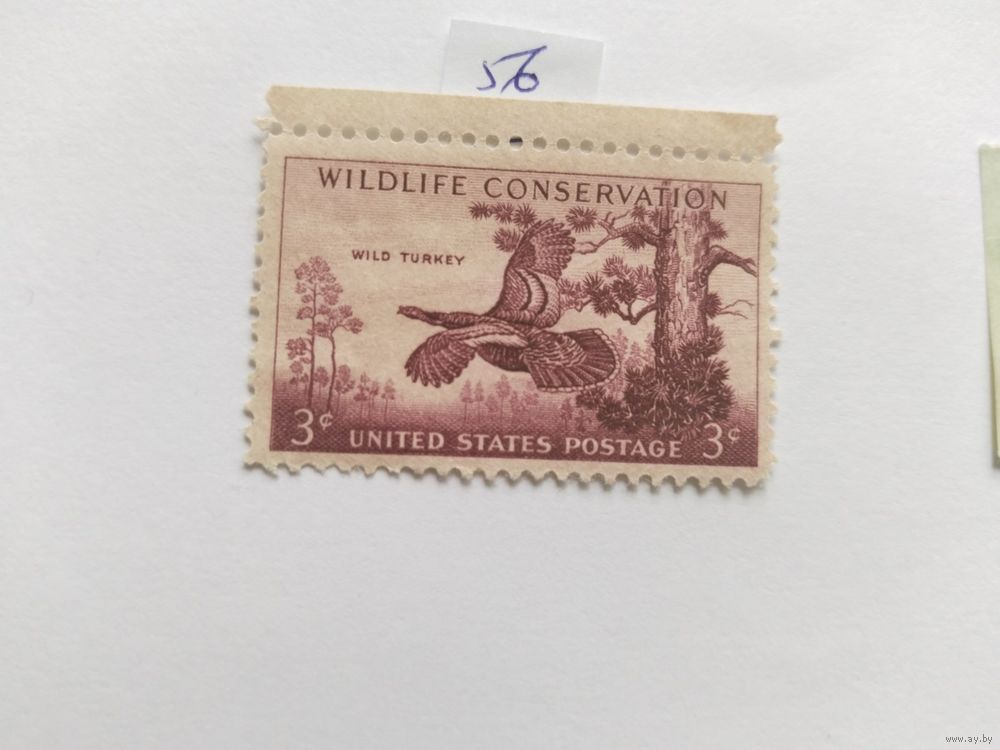 56
WILDLIFE CONSERVATION
WILD TURKEY
3¢ UNITED STATES POSTAGE 3¢
www.ay.by